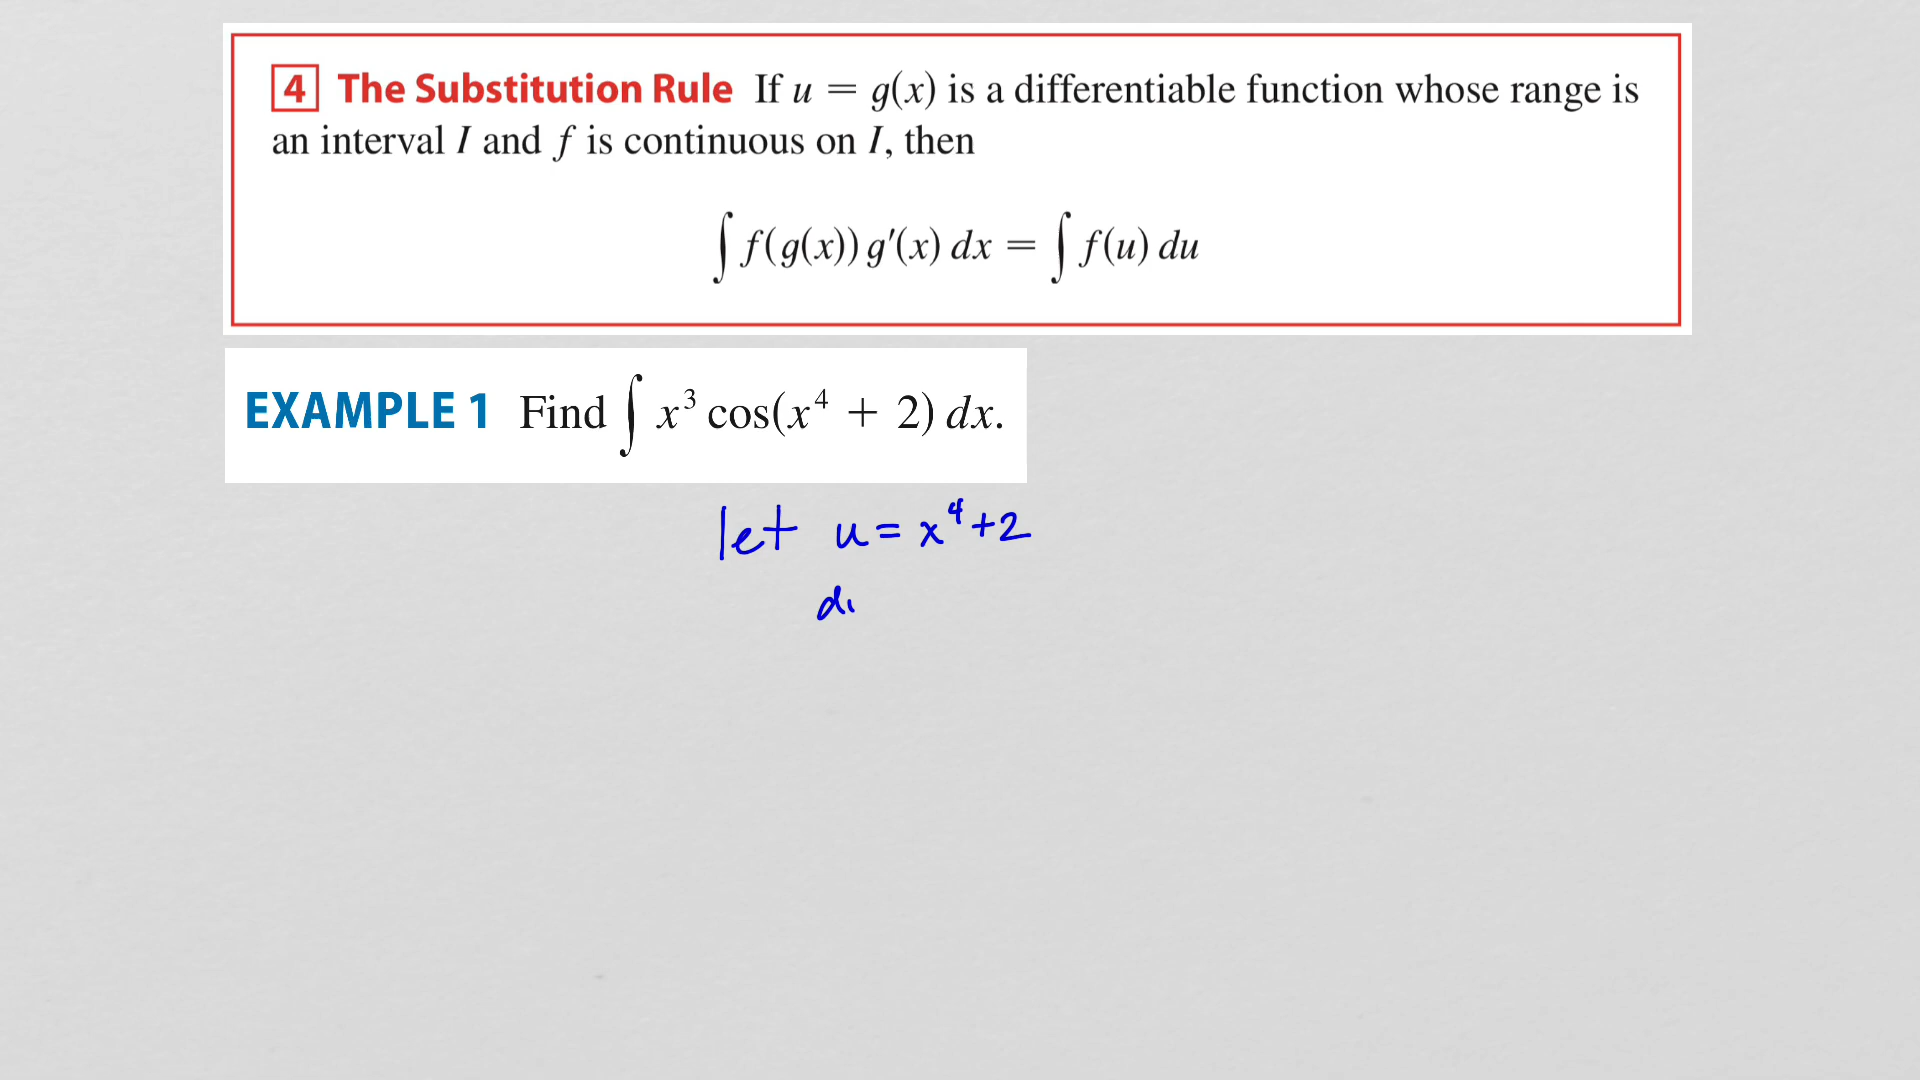 4 The Substitution Rule If u = g(x) is a differentiable function whose range is
an interval I and f is continuous on I, then
∫ f(g(x)) g′(x) dx = ∫ f(u) du
EXAMPLE 1 Find ∫ x³ cos(x⁴ + 2) dx.
let u = x⁴+2